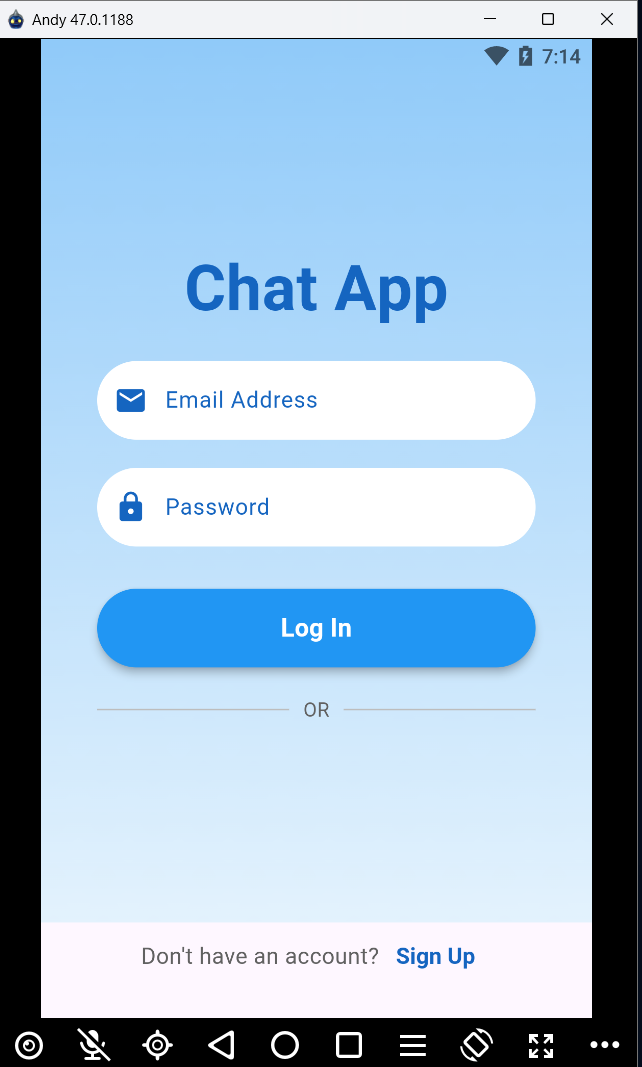 Andy 47.0.1188
7:14
Chat App
Email Address
Password
Log In
OR
Don't have an account? Sign Up